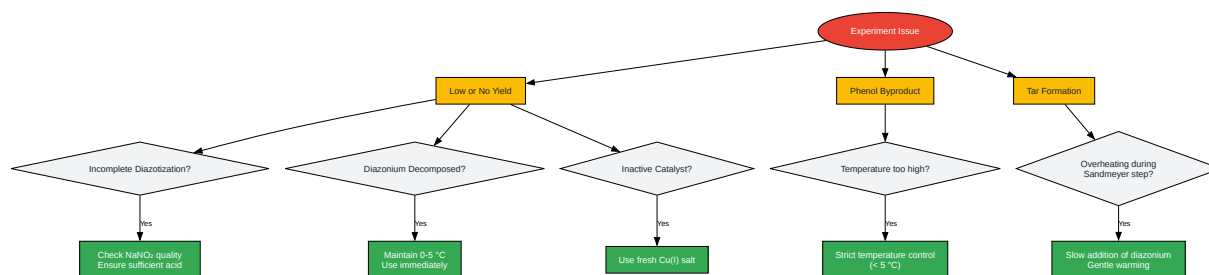 Experiment Issue
Low or No Yield
Phenol Byproduct
Tar Formation
Incomplete Diazotization?
Diazonium Decomposed?
Inactive Catalyst?
Temperature too high?
Overheating during
Sandmeyer step?
Yes
Yes
Yes
Yes
Yes
Check NaNO₂ quality
Ensure sufficient acid
Maintain 0-5 °C
Use immediately
Use fresh Cu(I) salt
Strict temperature control
(< 5 °C)
Slow addition of diazonium
Gentle warming